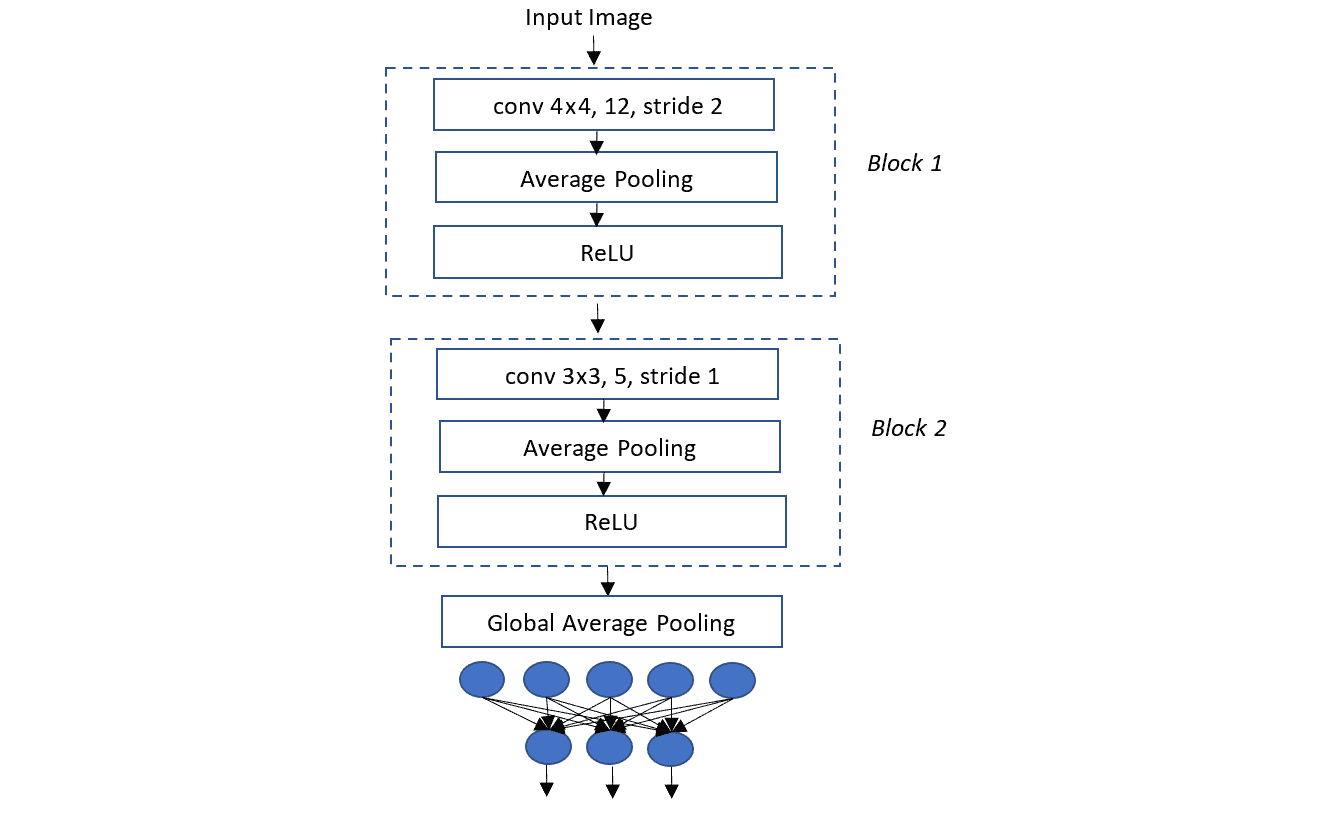 Input Image
conv 4x4, 12, stride 2
Average Pooling
ReLU
Block 1
conv 3x3, 5, stride 1
Average Pooling
ReLU
Block 2
Global Average Pooling